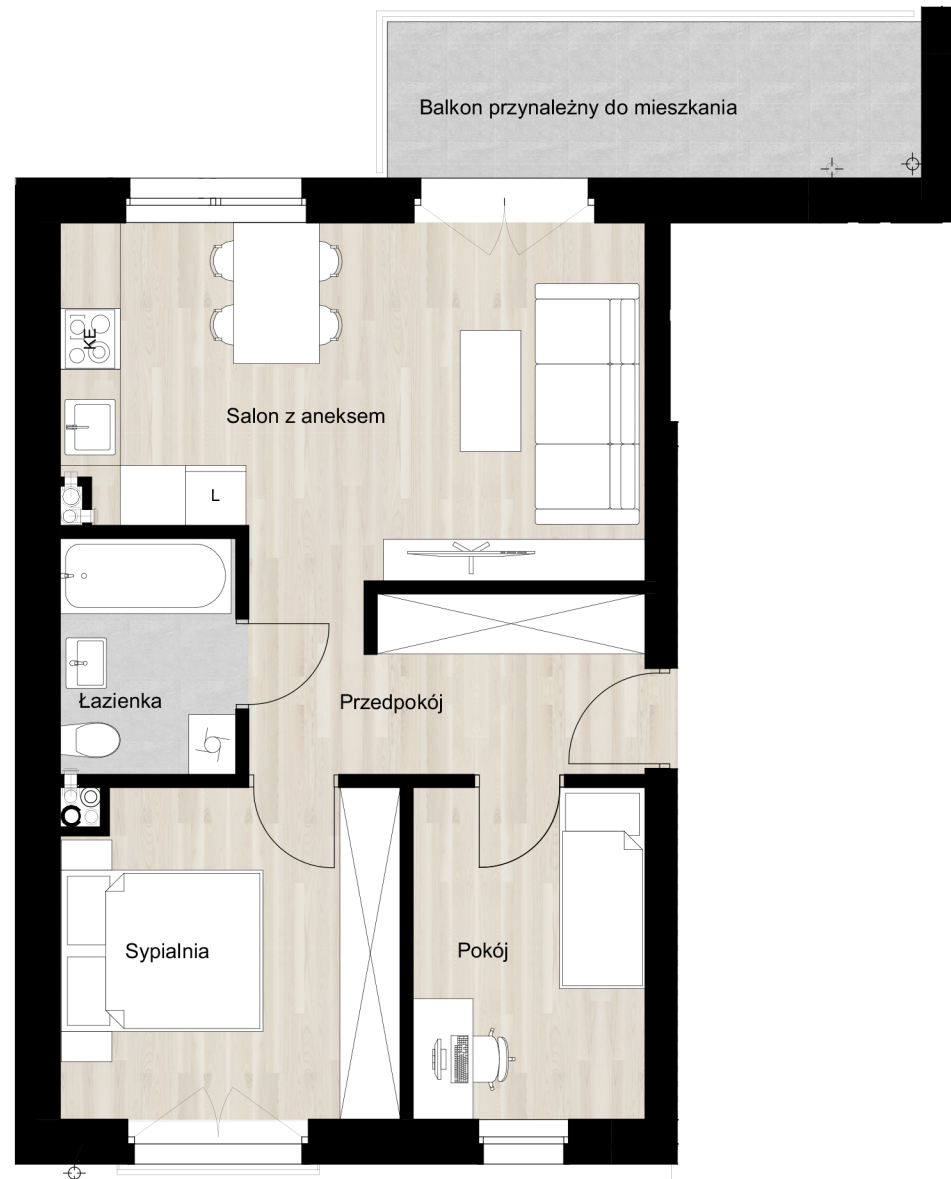 Balkon przynależny do mieszkania
KE
Salon z aneksem
L
Łazienka
Przedpokój
Sypialnia
Pokój